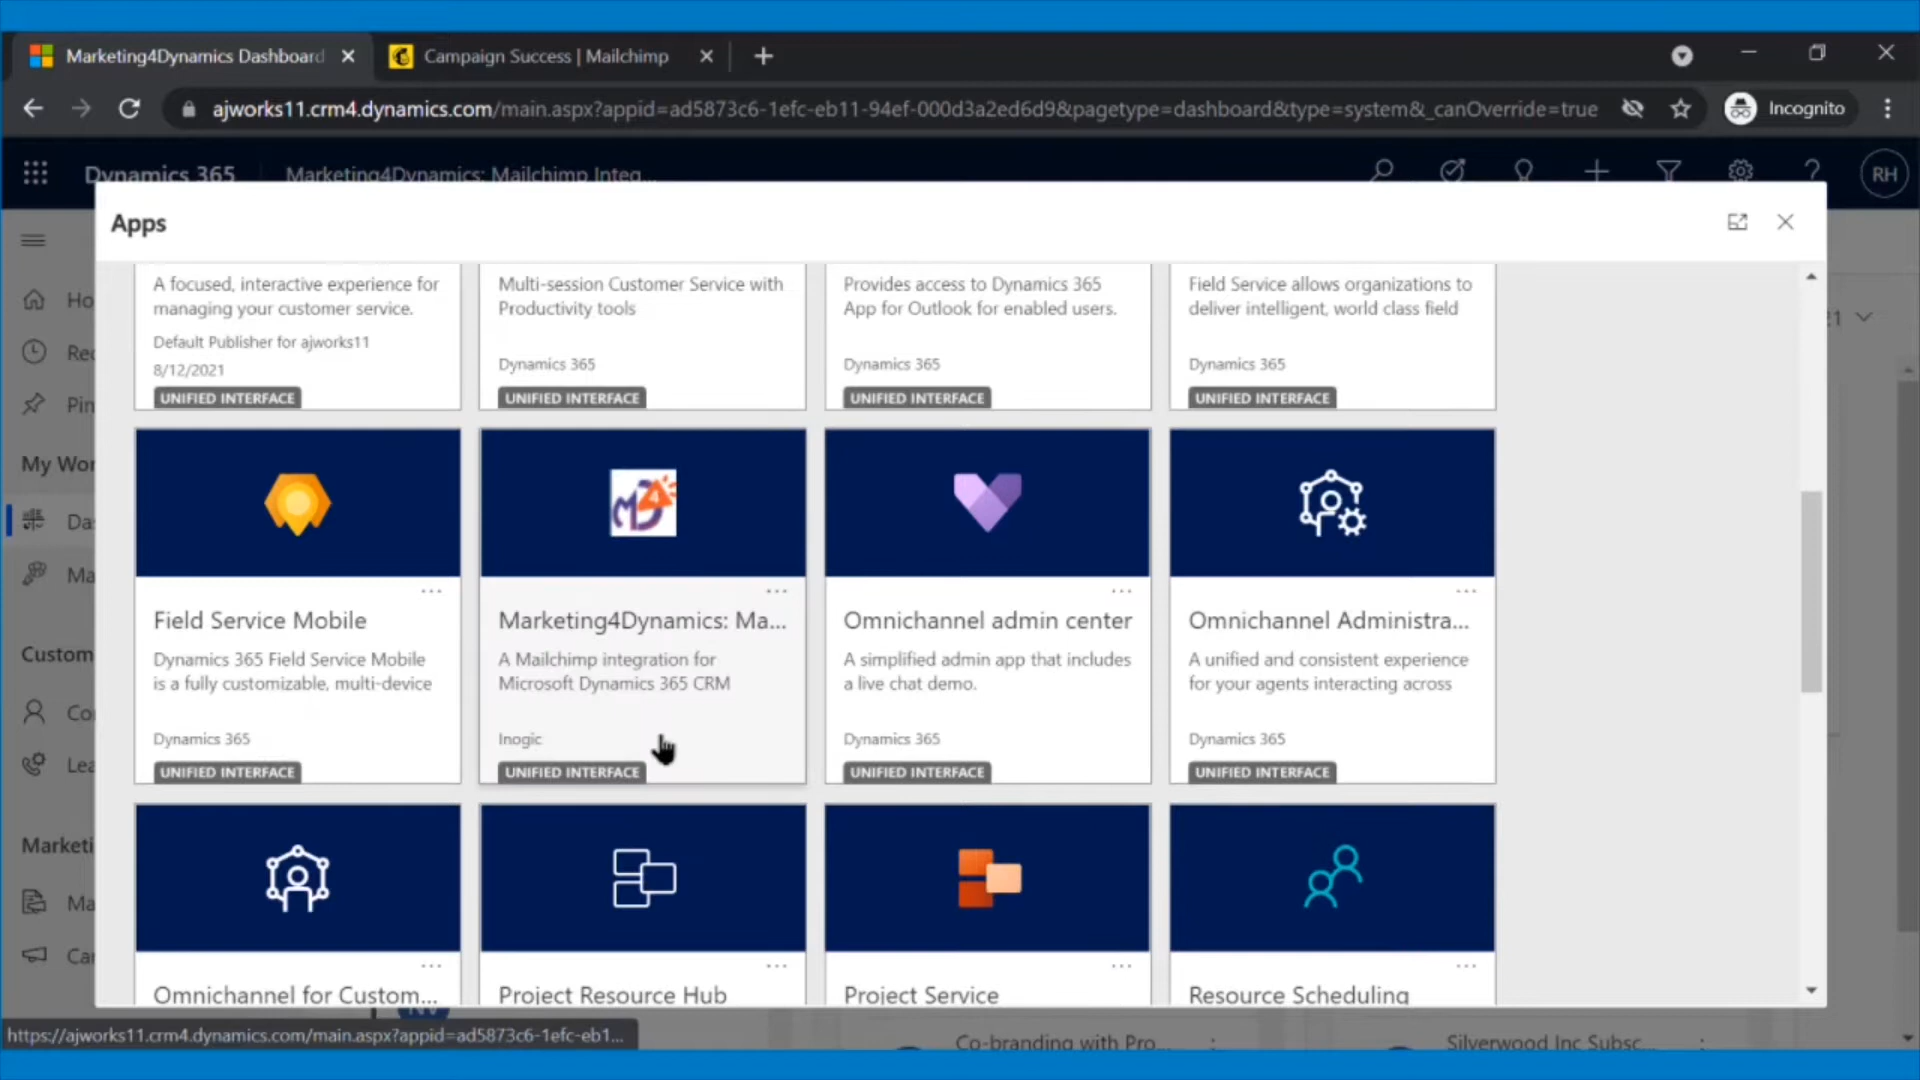 Marketing4Dynamics Dashboard
Campaign Success | Mailchimp
ajworks11.crm4.dynamics.com/main.aspx?appid=ad5873c6-1efc-eb11-94ef-000d3a2ed6d9&pagetype=dashboard&type=system&_canOverride=true
Incognito
Dynamics 365
Marketing4Dynamics: Mailchimp Integ...
RH
Apps
Ho
Rec
Pin
My Wor
Da
Ma
Custom
Co
Lea
Marketi
Ma
Car
21
A focused, interactive experience for
managing your customer service.
Default Publisher for ajworks11
8/12/2021
UNIFIED INTERFACE
Multi-session Customer Service with
Productivity tools
Dynamics 365
UNIFIED INTERFACE
Provides access to Dynamics 365
App for Outlook for enabled users.
Dynamics 365
UNIFIED INTERFACE
Field Service allows organizations to
deliver intelligent, world class field
Dynamics 365
UNIFIED INTERFACE
Field Service Mobile
Dynamics 365 Field Service Mobile
is a fully customizable, multi-device
Dynamics 365
UNIFIED INTERFACE
Marketing4Dynamics: Ma...
A Mailchimp integration for
Microsoft Dynamics 365 CRM
Inogic
UNIFIED INTERFACE
Omnichannel admin center
A simplified admin app that includes
a live chat demo.
Dynamics 365
UNIFIED INTERFACE
Omnichannel Administra...
A unified and consistent experience
for your agents interacting across
Dynamics 365
UNIFIED INTERFACE
Omnichannel for Custom...
Project Resource Hub
Project Service
Resource Scheduling
https://ajworks11.crm4.dynamics.com/main.aspx?appid=ad5873c6-1efc-eb1...
Co-branding with Pro...
Silverwood Inc Subsc...